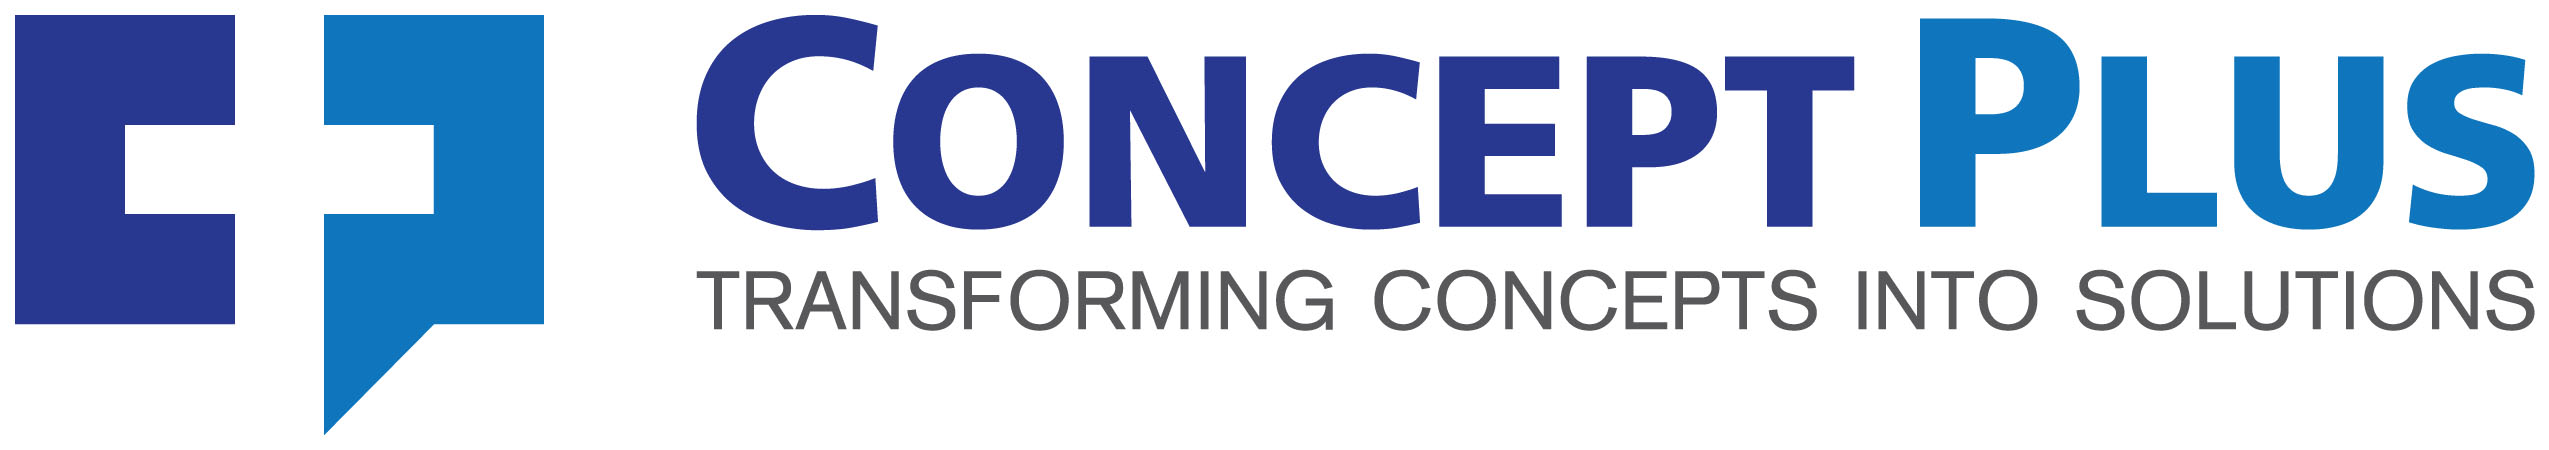 CONCEPT PLUS
TRANSFORMING CONCEPTS INTO SOLUTIONS